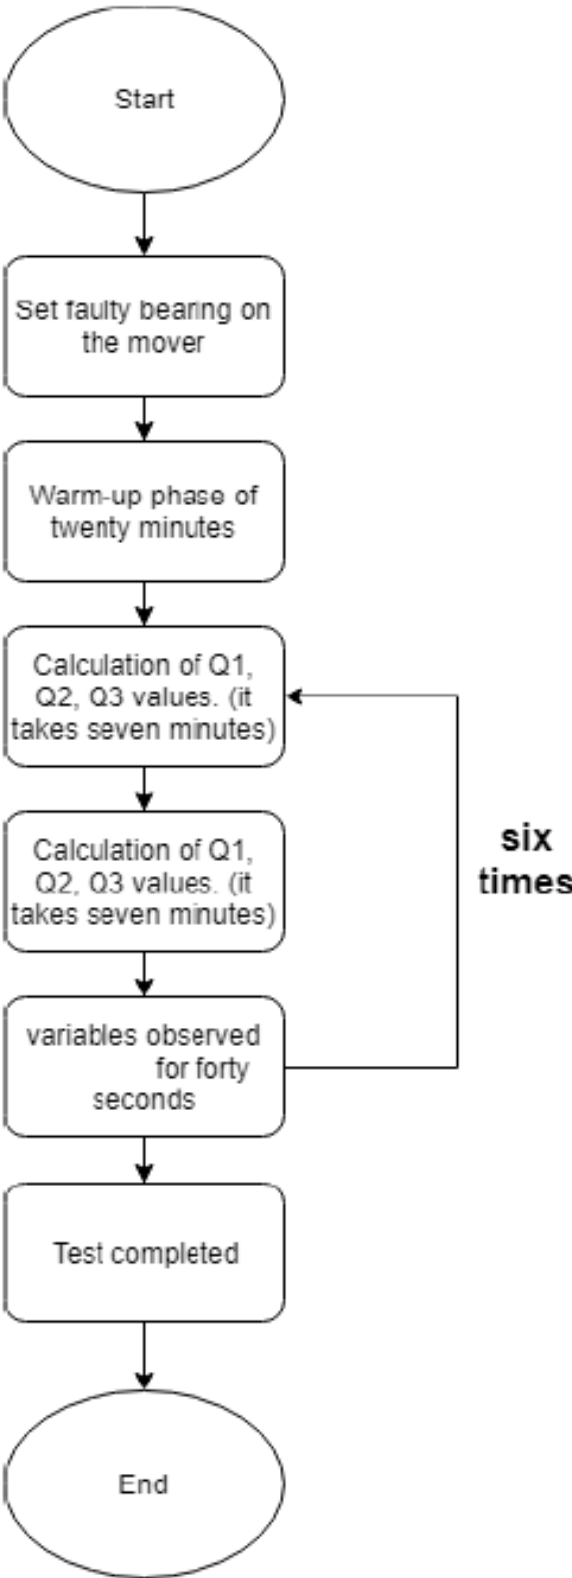 Start
Set faulty bearing on
the mover
Warm-up phase of
twenty minutes
Calculation of Q1,
Q2, Q3 values. (it
takes seven minutes)
Calculation of Q1,
Q2, Q3 values. (it
takes seven minutes)
six
times
variables observed
for forty
seconds
Test completed
End